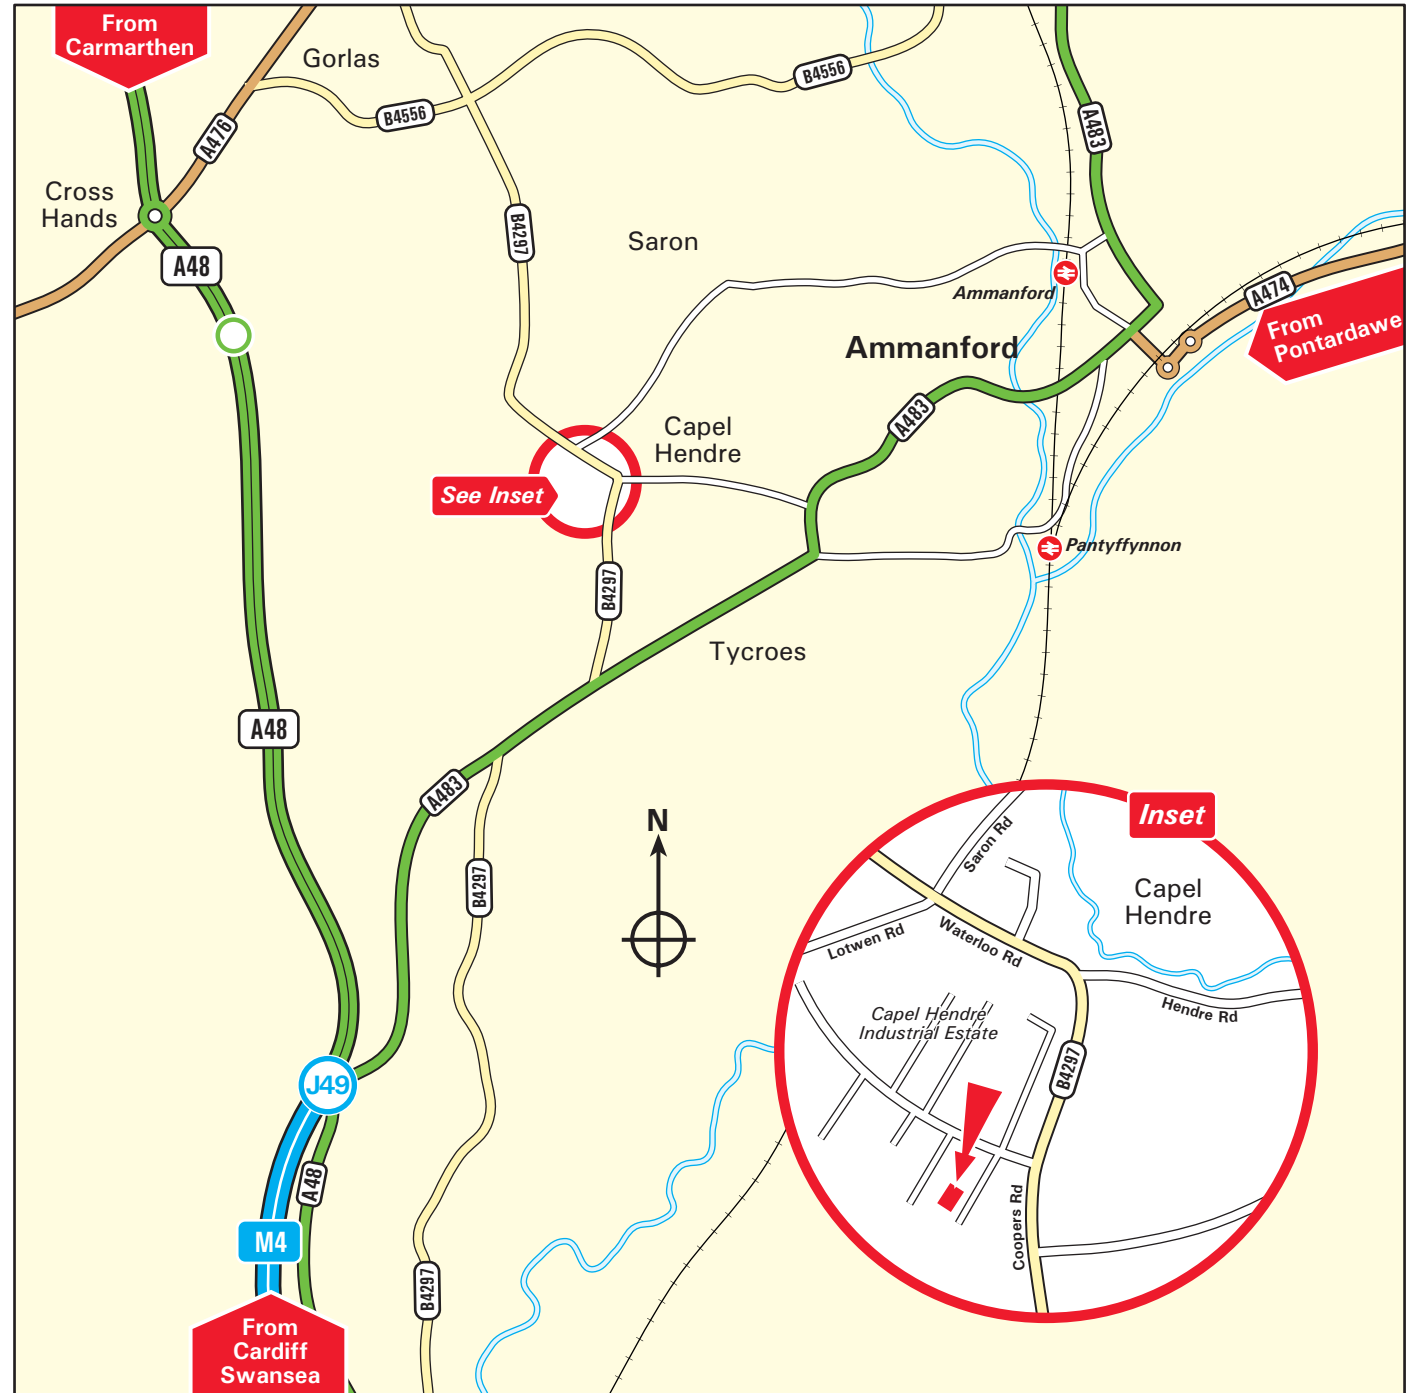 From
Carmarthen
Gorlas
B4556
B4556
A476
A483
Cross
Hands
B4297
Saron
A48
Ammanford
A474
From
Pontardawe
Ammanford
A483
Capel
Hendre
See Inset
Pantyffynnon
B4297
Tycroes
A48
A483
N
Inset
Saron Rd
Capel
Hendre
B4297
Lotwen Rd
Waterloo Rd
Hendre Rd
Capel Hendre
Industrial Estate
B4297
J49
A48
Coopers Rd
M4
B4297
From
Cardiff
Swansea